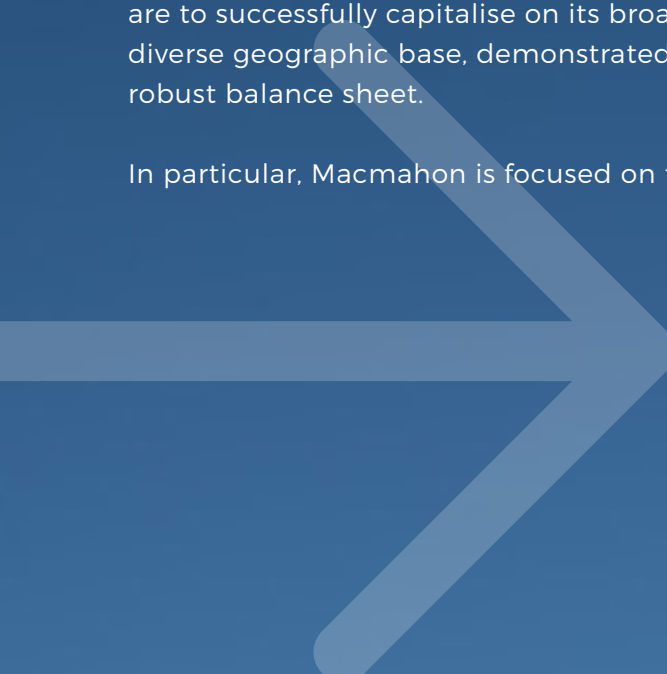 are to successfully capitalise on its
diverse geographic base, demonstrated
robust balance sheet.
In particular, Macmahon is focused on